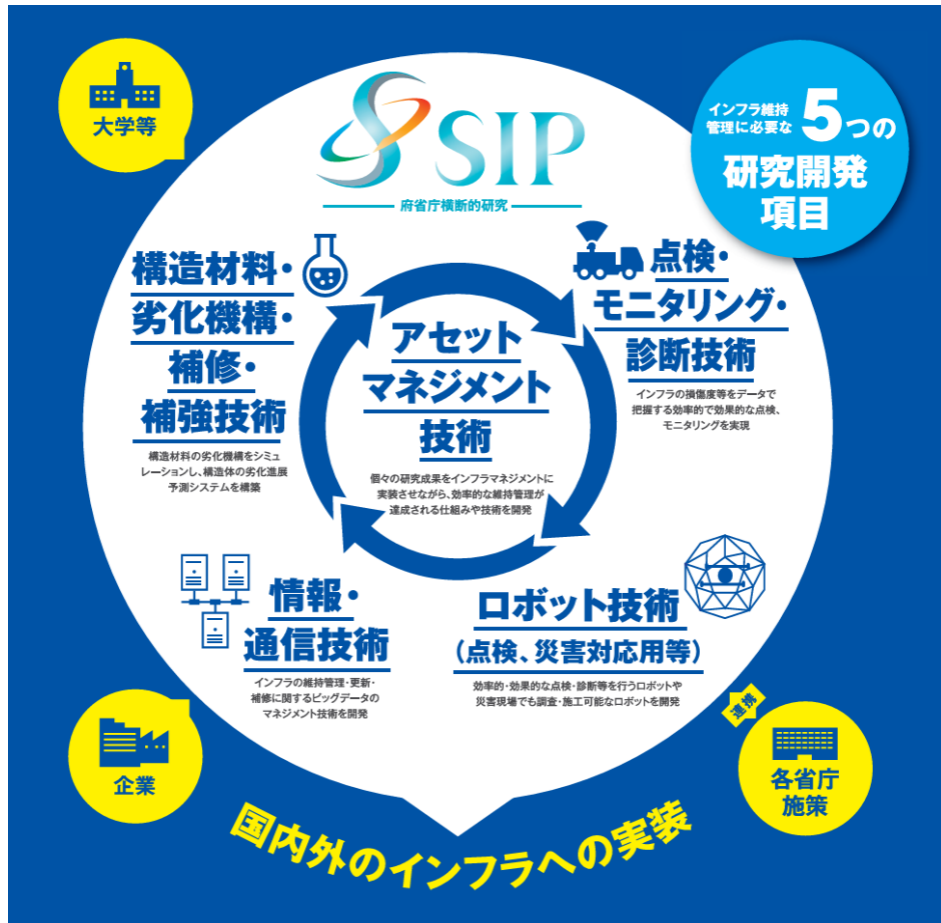 大学等
SIP
府省庁横断的研究
インフラ維持
管理に必要な
5つの
研究開発
項目
構造材料・
劣化機構・
補修・
補強技術
構造材料の劣化機構をシミュ
レーションし、構造体の劣化進展
予測システムを構築
点検・
モニタリング・
診断技術
インフラの損傷度等をデータで
把握する効率的で効果的な点検、
モニタリングを実現
アセット
マネジメント
技術
個々の研究成果をインフラマネジメントに
実装させながら、効率的な維持管理が
達成される仕組みや技術を開発
情報・
通信技術
インフラの維持管理・更新・
補修に関するビッグデータの
マネジメント技術を開発
ロボット技術
(点検、災害対応用等)
効率的・効果的な点検・診断等を行うロボットや
災害現場でも調査・施工可能なロボットを開発
企業
連携
各省庁
施策
国内外のインフラへの実装